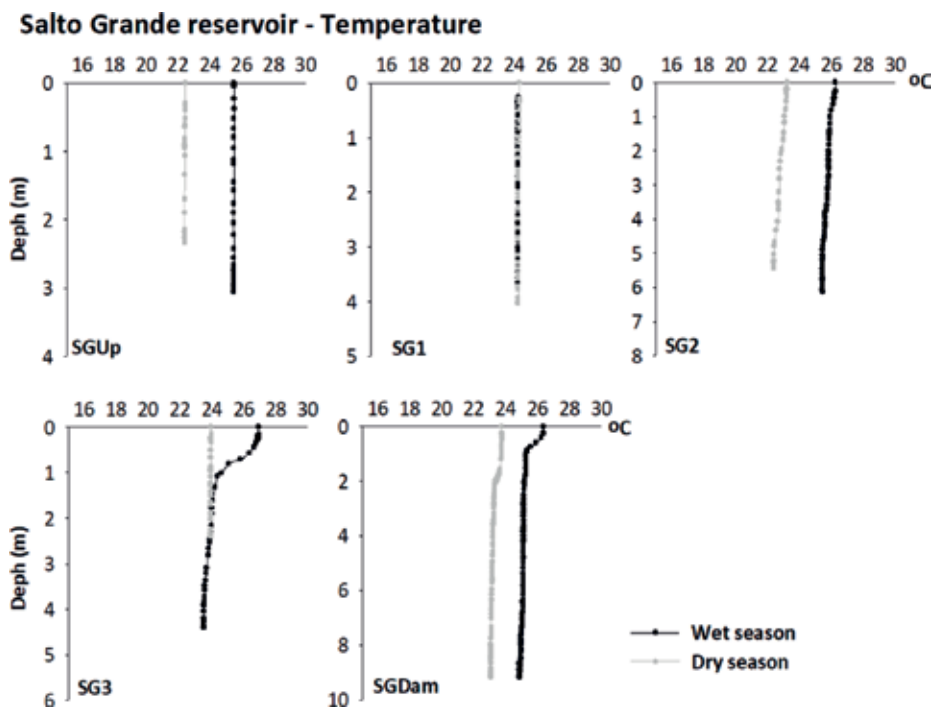 Salto Grande reservoir - Temperature
16 18 20 22 24 26 28 30
0
1
2
3
4
Deph (m)
SGUp
16 18 20 22 24 26 28 30
0
1
2
3
4
5
SG1
16 18 20 22 24 26 28 30
ºC
0
1
2
3
4
5
6
7
8
SG2
16 18 20 22 24 26 28 30
0
1
2
3
4
5
6
Deph (m)
SG3
16 18 20 22 24 26 28 30
ºC
0
2
4
6
8
10
SGDam
Wet season
Dry season